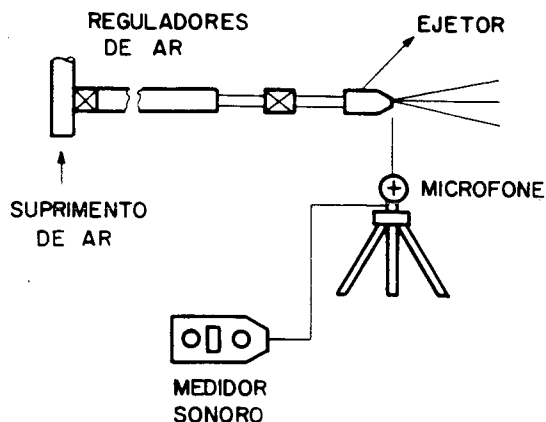 REGULADORES
DE AR
EJETOR
MICROFONE
SUPRIMENTO
DE AR
MEDIDOR
SONORO